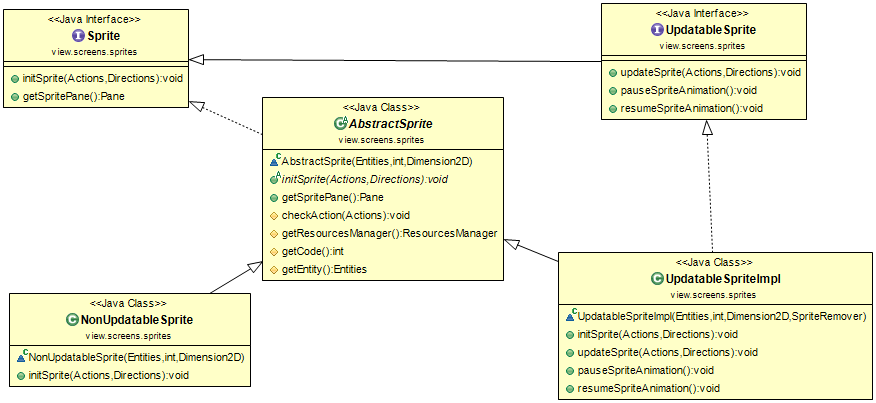 <<Java Interface>>
Sprite
view.screens.sprites
initSprite(Actions,Directions):void
getSpritePane():Pane
<<Java Interface>>
UpdatableSprite
view.screens.sprites
updateSprite(Actions,Directions):void
pauseSpriteAnimation():void
resumeSpriteAnimation():void
<<Java Class>>
AbstractSprite
view.screens.sprites
AbstractSprite(Entities,int,Dimension2D)
initSprite(Actions,Directions):void
getSpritePane():Pane
checkAction(Actions):void
getResourcesManager():ResourcesManager
getCode():int
getEntity():Entities
<<Java Class>>
NonUpdatableSprite
view.screens.sprites
NonUpdatableSprite(Entities,int,Dimension2D)
initSprite(Actions,Directions):void
<<Java Class>>
UpdatableSpriteImpl
view.screens.sprites
UpdatableSpriteImpl(Entities,int,Dimension2D,SpriteRemover)
initSprite(Actions,Directions):void
updateSprite(Actions,Directions):void
pauseSpriteAnimation():void
resumeSpriteAnimation():void